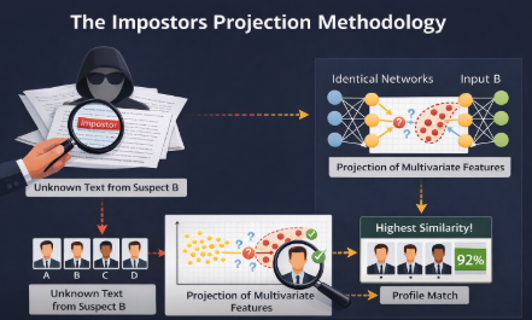 The Impostors Projection Methodology
Impostor
Unknown Text from Suspect B
Identical Networks
Input B
?
?
?
?
Projection of Multivariate Features
A B C D
Unknown Text
from Suspect B
?
?
?
?
Projection of Multivariate
Features
Highest Similarity!
92%
Profile Match